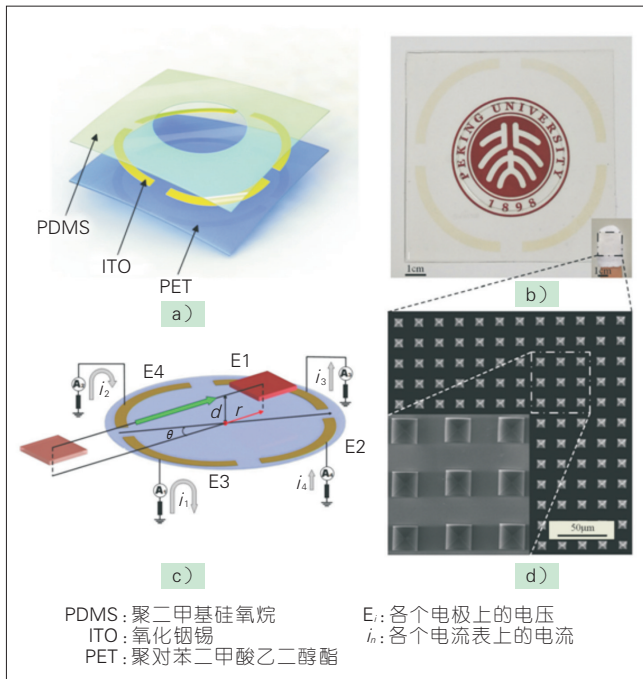 PDMS
ITO
PET
a)
PEKING UNIVERSITY
1898
1cm
b)
E4
E1
i₂
i₃
d
r
θ
E2
E3
i₄
i₁
c)
50μm
d)
PDMS：聚二甲基硅氧烷
Eᵢ：各个电极上的电压
ITO：氧化铟锡
iₙ：各个电流表上的电流
PET：聚对苯二甲酸乙二醇酯